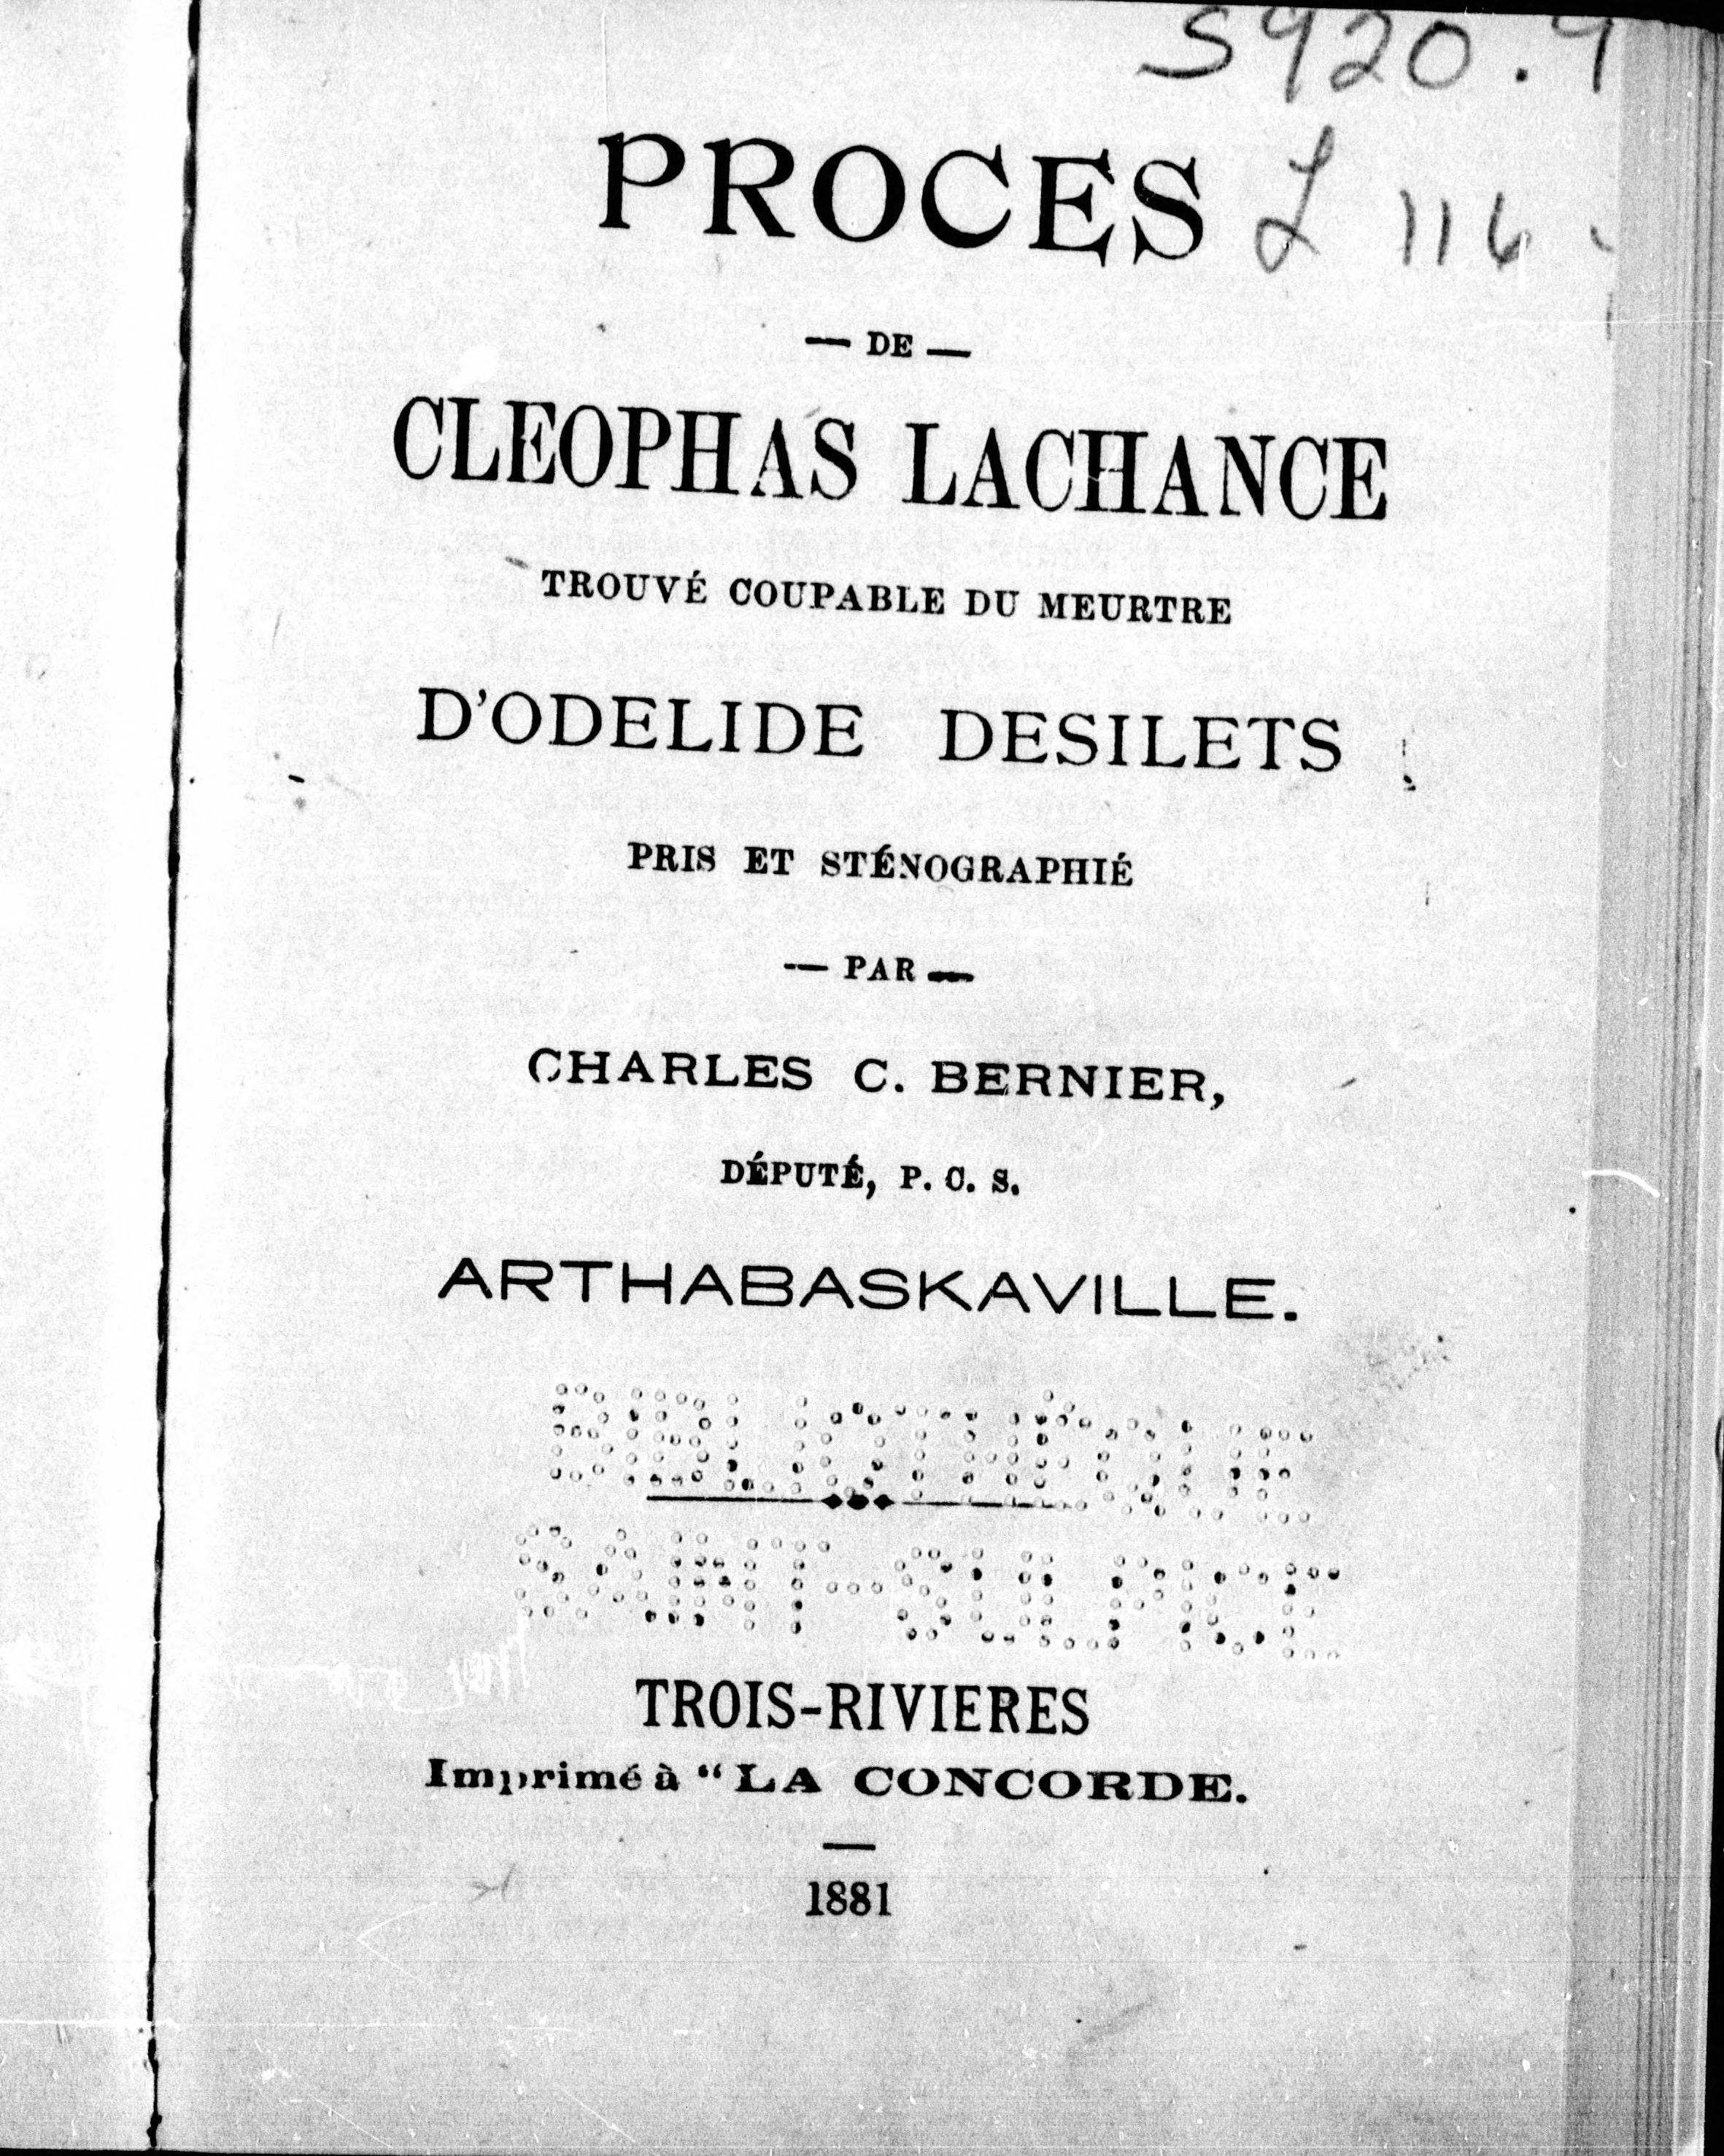 S920.9
PROCES
L 116
— DE —
CLEOPHAS LACHANCE
TROUVÉ COUPABLE DU MEURTRE
D'ODELIDE DESILETS
PRIS ET STÉNOGRAPHIÉ
— PAR —
CHARLES C. BERNIER,
DÉPUTÉ, P. C. S.
ARTHABASKAVILLE.
BIBLIOTHÈQUE
SAINT-SULPICE
TROIS-RIVIERES
Imprimé à “LA CONCORDE.
1881